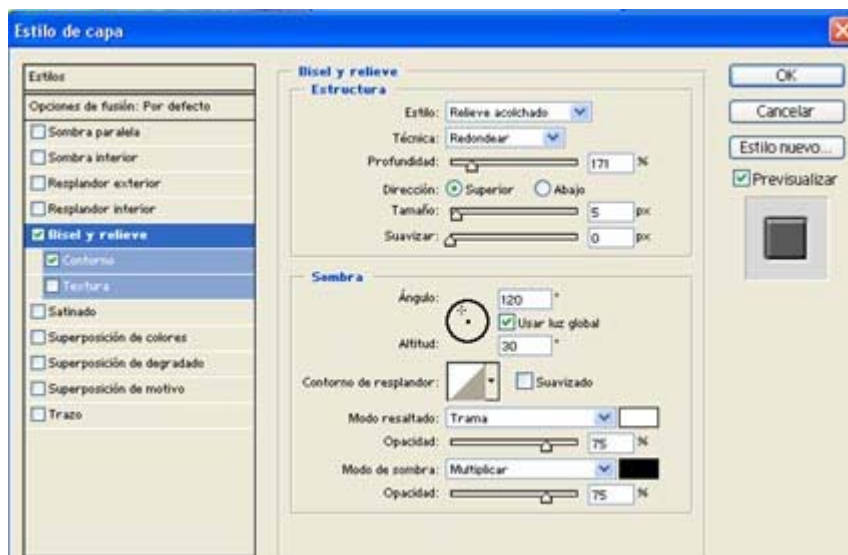 Estilo de capa
Estilos
Opciones de fusión: Por defecto
Sombra paralela
Sombra interior
Resplandor exterior
Resplandor interior
Bisel y relieve
Contorno
Textura
Satinado
Superposición de colores
Superposición de degradado
Superposición de motivo
Trazo
Bisel y relieve
Estructura
Estilo: Relieve acolchado
Técnica: Redondear
Profundidad: 171 %
Dirección: Superior Abajo
Tamaño: 5 px
Suavizar: 0 px
Sombra
Ángulo: 120 °
Usar luz global
Altitud: 30 °
Contorno de resplandor: Suavizado
Modo resaltado: Trama
Opacidad: 75 %
Modo de sombra: Multiplicar
Opacidad: 75 %
OK
Cancelar
Estilo nuevo...
Previsualizar